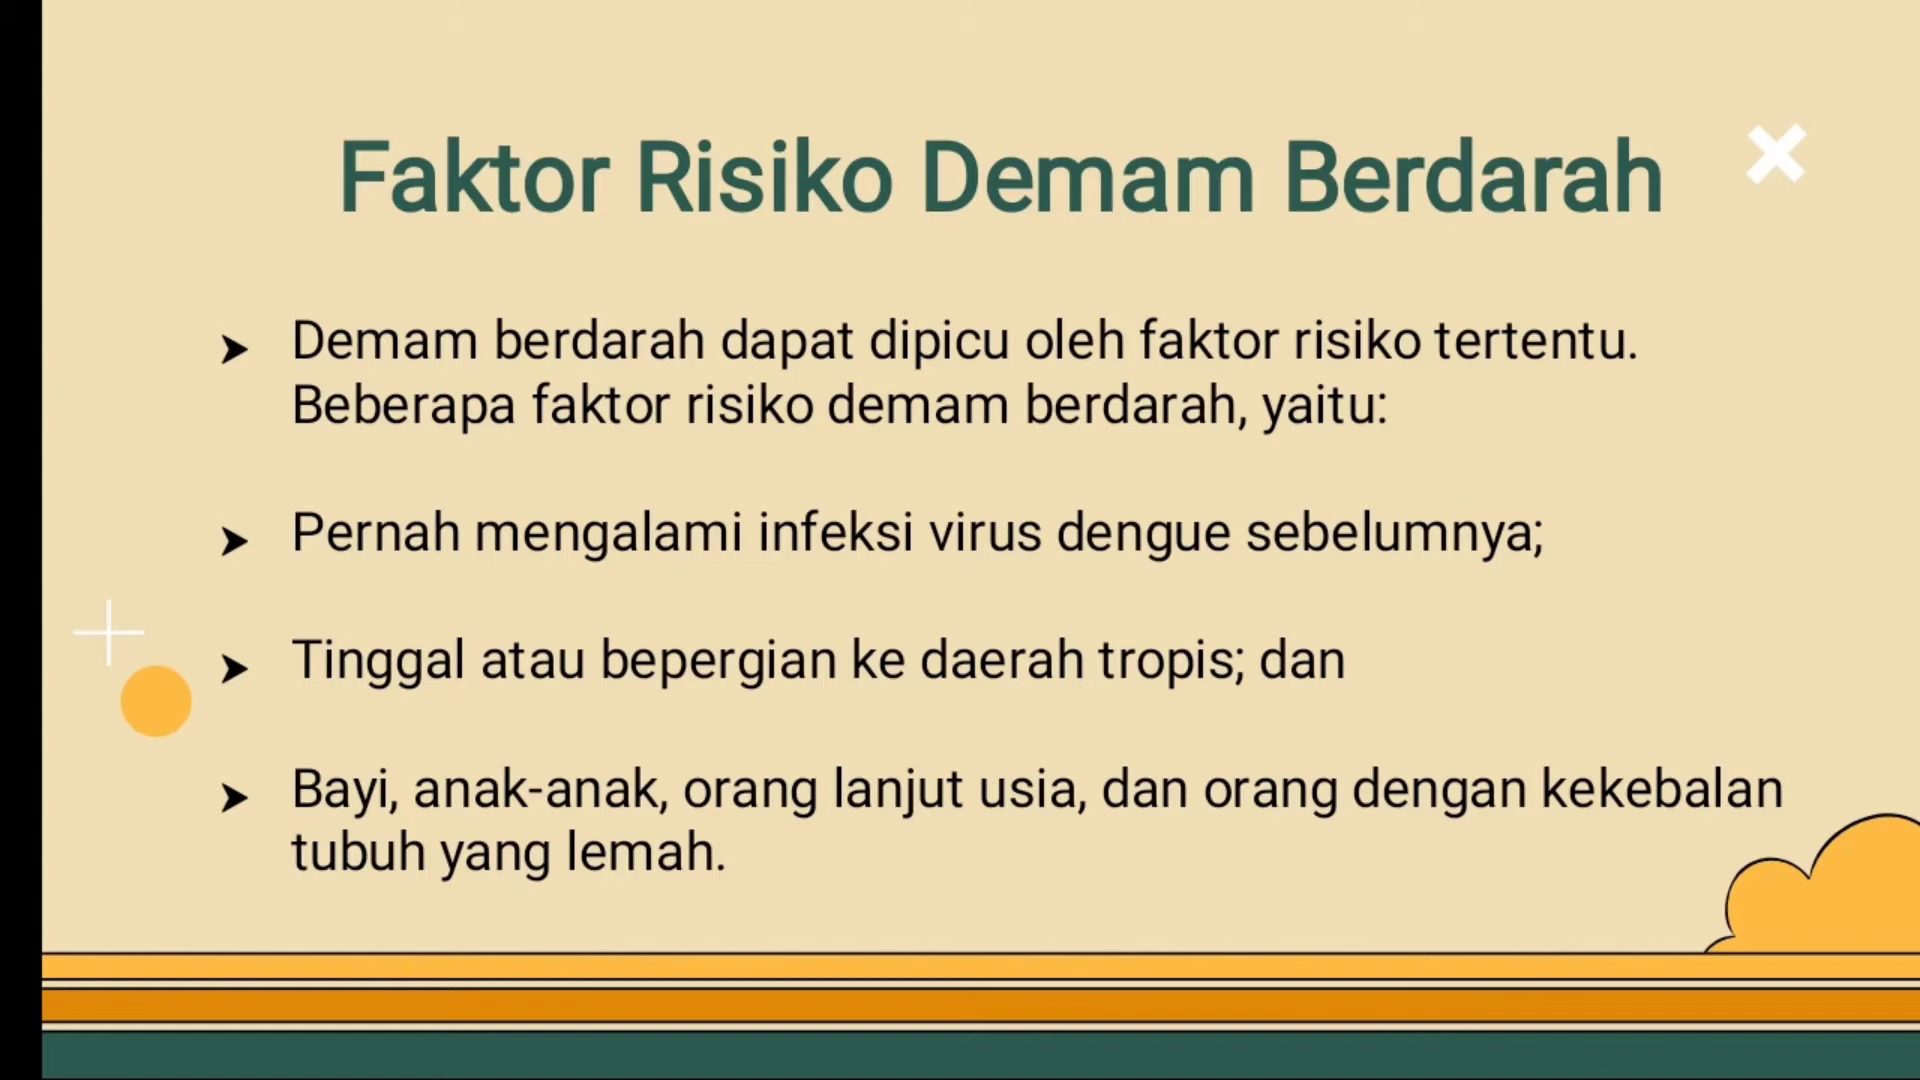 Faktor Risiko Demam Berdarah
➤ Demam berdarah dapat dipicu oleh faktor risiko tertentu.
Beberapa faktor risiko demam berdarah, yaitu:
➤ Pernah mengalami infeksi virus dengue sebelumnya;
➤ Tinggal atau bepergian ke daerah tropis; dan
➤ Bayi, anak-anak, orang lanjut usia, dan orang dengan kekebalan
tubuh yang lemah.